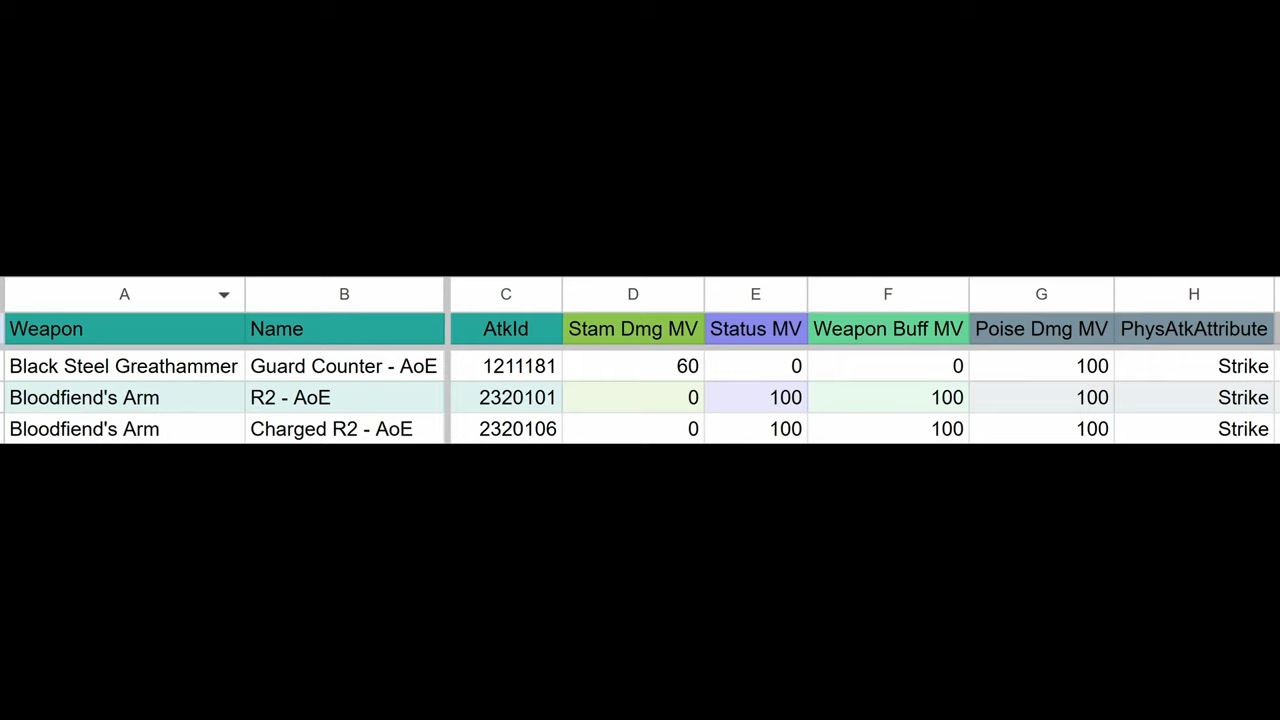 A B C D E F G H
Weapon Name AtkId Stam Dmg MV Status MV Weapon Buff MV Poise Dmg MV PhysAtkAttribute
Black Steel Greathammer Guard Counter - AoE 1211181 60 0 0 100 Strike
Bloodfiend's Arm R2 - AoE 2320101 0 100 100 100 Strike
Bloodfiend's Arm Charged R2 - AoE 2320106 0 100 100 100 Strike